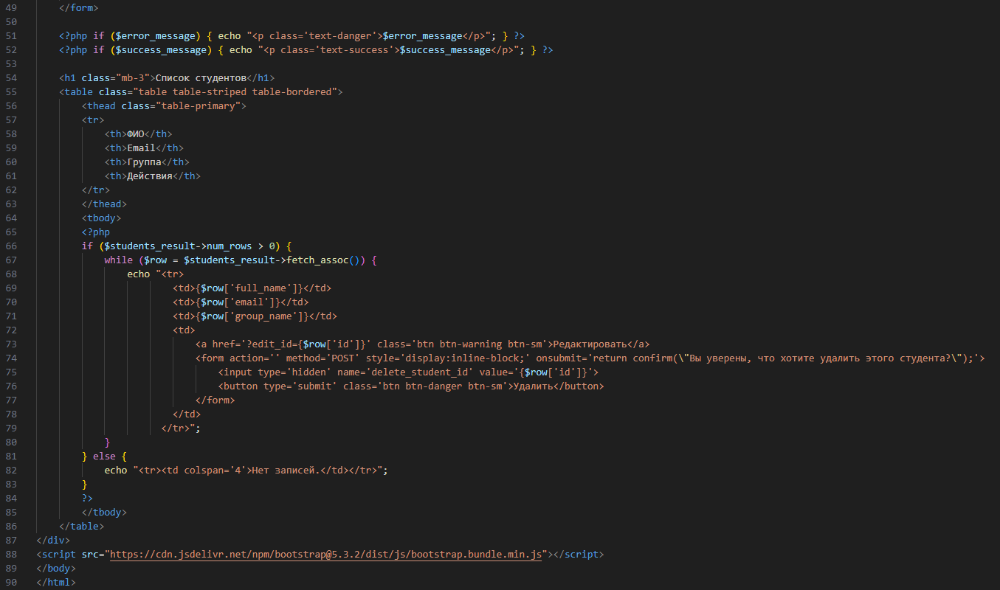 49 </form>
50
51 <?php if ($error_message) { echo "<p class='text-danger'>$error_message</p>"; } ?>
52 <?php if ($success_message) { echo "<p class='text-success'>$success_message</p>"; } ?>
53
54 <h1 class="mb-3">Список студентов</h1>
55 <table class="table table-striped table-bordered">
56 <thead class="table-primary">
57 <tr>
58 <th>ФИО</th>
59 <th>Email</th>
60 <th>Группа</th>
61 <th>Действия</th>
62 </tr>
63 </thead>
64 <tbody>
65 <?php
66 if ($students_result->num_rows > 0) {
67 while ($row = $students_result->fetch_assoc()) {
68 echo "<tr>
69 <td>{$row['full_name']}</td>
70 <td>{$row['email']}</td>
71 <td>{$row['group_name']}</td>
72 <td>
73 <a href='?edit_id={$row['id']}' class='btn btn-warning btn-sm'>Редактировать</a>
74 <form action='' method='POST' style='display:inline-block;' onsubmit='return confirm(\"Вы уверены, что хотите удалить этого студента?\");'>
75 <input type='hidden' name='delete_student_id' value='{$row['id']}'>
76 <button type='submit' class='btn btn-danger btn-sm'>Удалить</button>
77 </form>
78 </td>
79 </tr>";
80 }
81 } else {
82 echo "<tr><td colspan='4'>Нет записей.</td></tr>";
83 }
84 ?>
85 </tbody>
86 </table>
87 </div>
88 <script src="https://cdn.jsdelivr.net/npm/bootstrap@5.3.2/dist/js/bootstrap.bundle.min.js"></script>
89 </body>
90 </html>